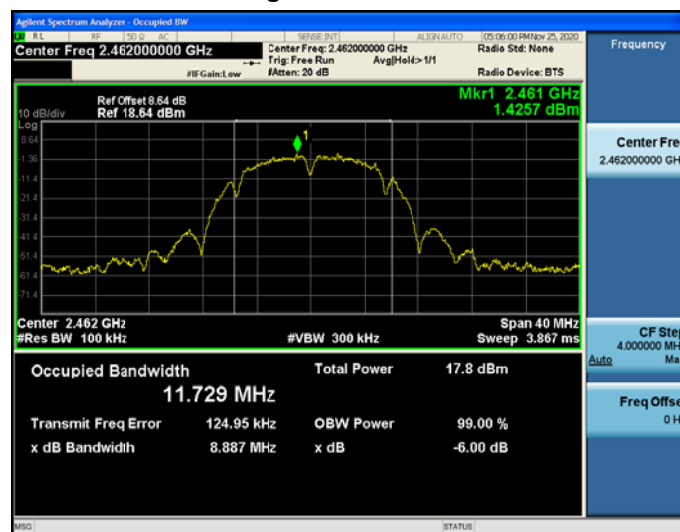 Agilent Spectrum Analyzer - Occupied BW
RL RF 50 Ω AC SENSE:INT ALIGN AUTO 05:06:00 PM Nov 25, 2020
Center Freq 2.462000000 GHz Center Freq: 2.462000000 GHz Radio Std: None Frequency
Trig: Free Run Avg|Hold:>1/1
#IFGain:Low #Atten: 20 dB Radio Device: BTS
Mkr1 2.461 GHz
Ref Offset 8.64 dB
10 dB/div Ref 18.64 dBm 1.4257 dBm
Log
8.64
1
Center Fre
-1.36
2.462000000 GH
-11.4
-21.4
-31.4
-41.4
-51.4
-61.4
-71.4
Center 2.462 GHz Span 40 MHz
#Res BW 100 kHz #VBW 300 kHz Sweep 3.867 ms
CF Ste
4.000000 MH
Auto Ma
Occupied Bandwidth Total Power 17.8 dBm
11.729 MHz
Freq Offse
0 H
Transmit Freq Error 124.95 kHz OBW Power 99.00 %
x dB Bandwidth 8.887 MHz x dB -6.00 dB
MSG STATUS